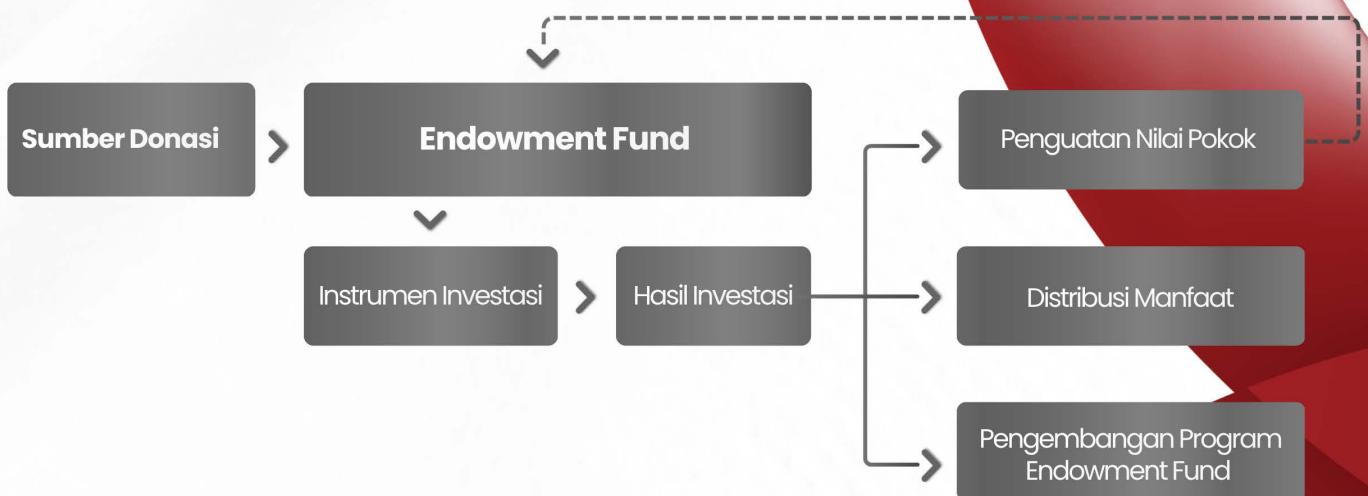 Sumber Donasi
Endowment Fund
Penguatan Nilai Pokok
Instrumen Investasi
Hasil Investasi
Distribusi Manfaat
Pengembangan Program
Endowment Fund